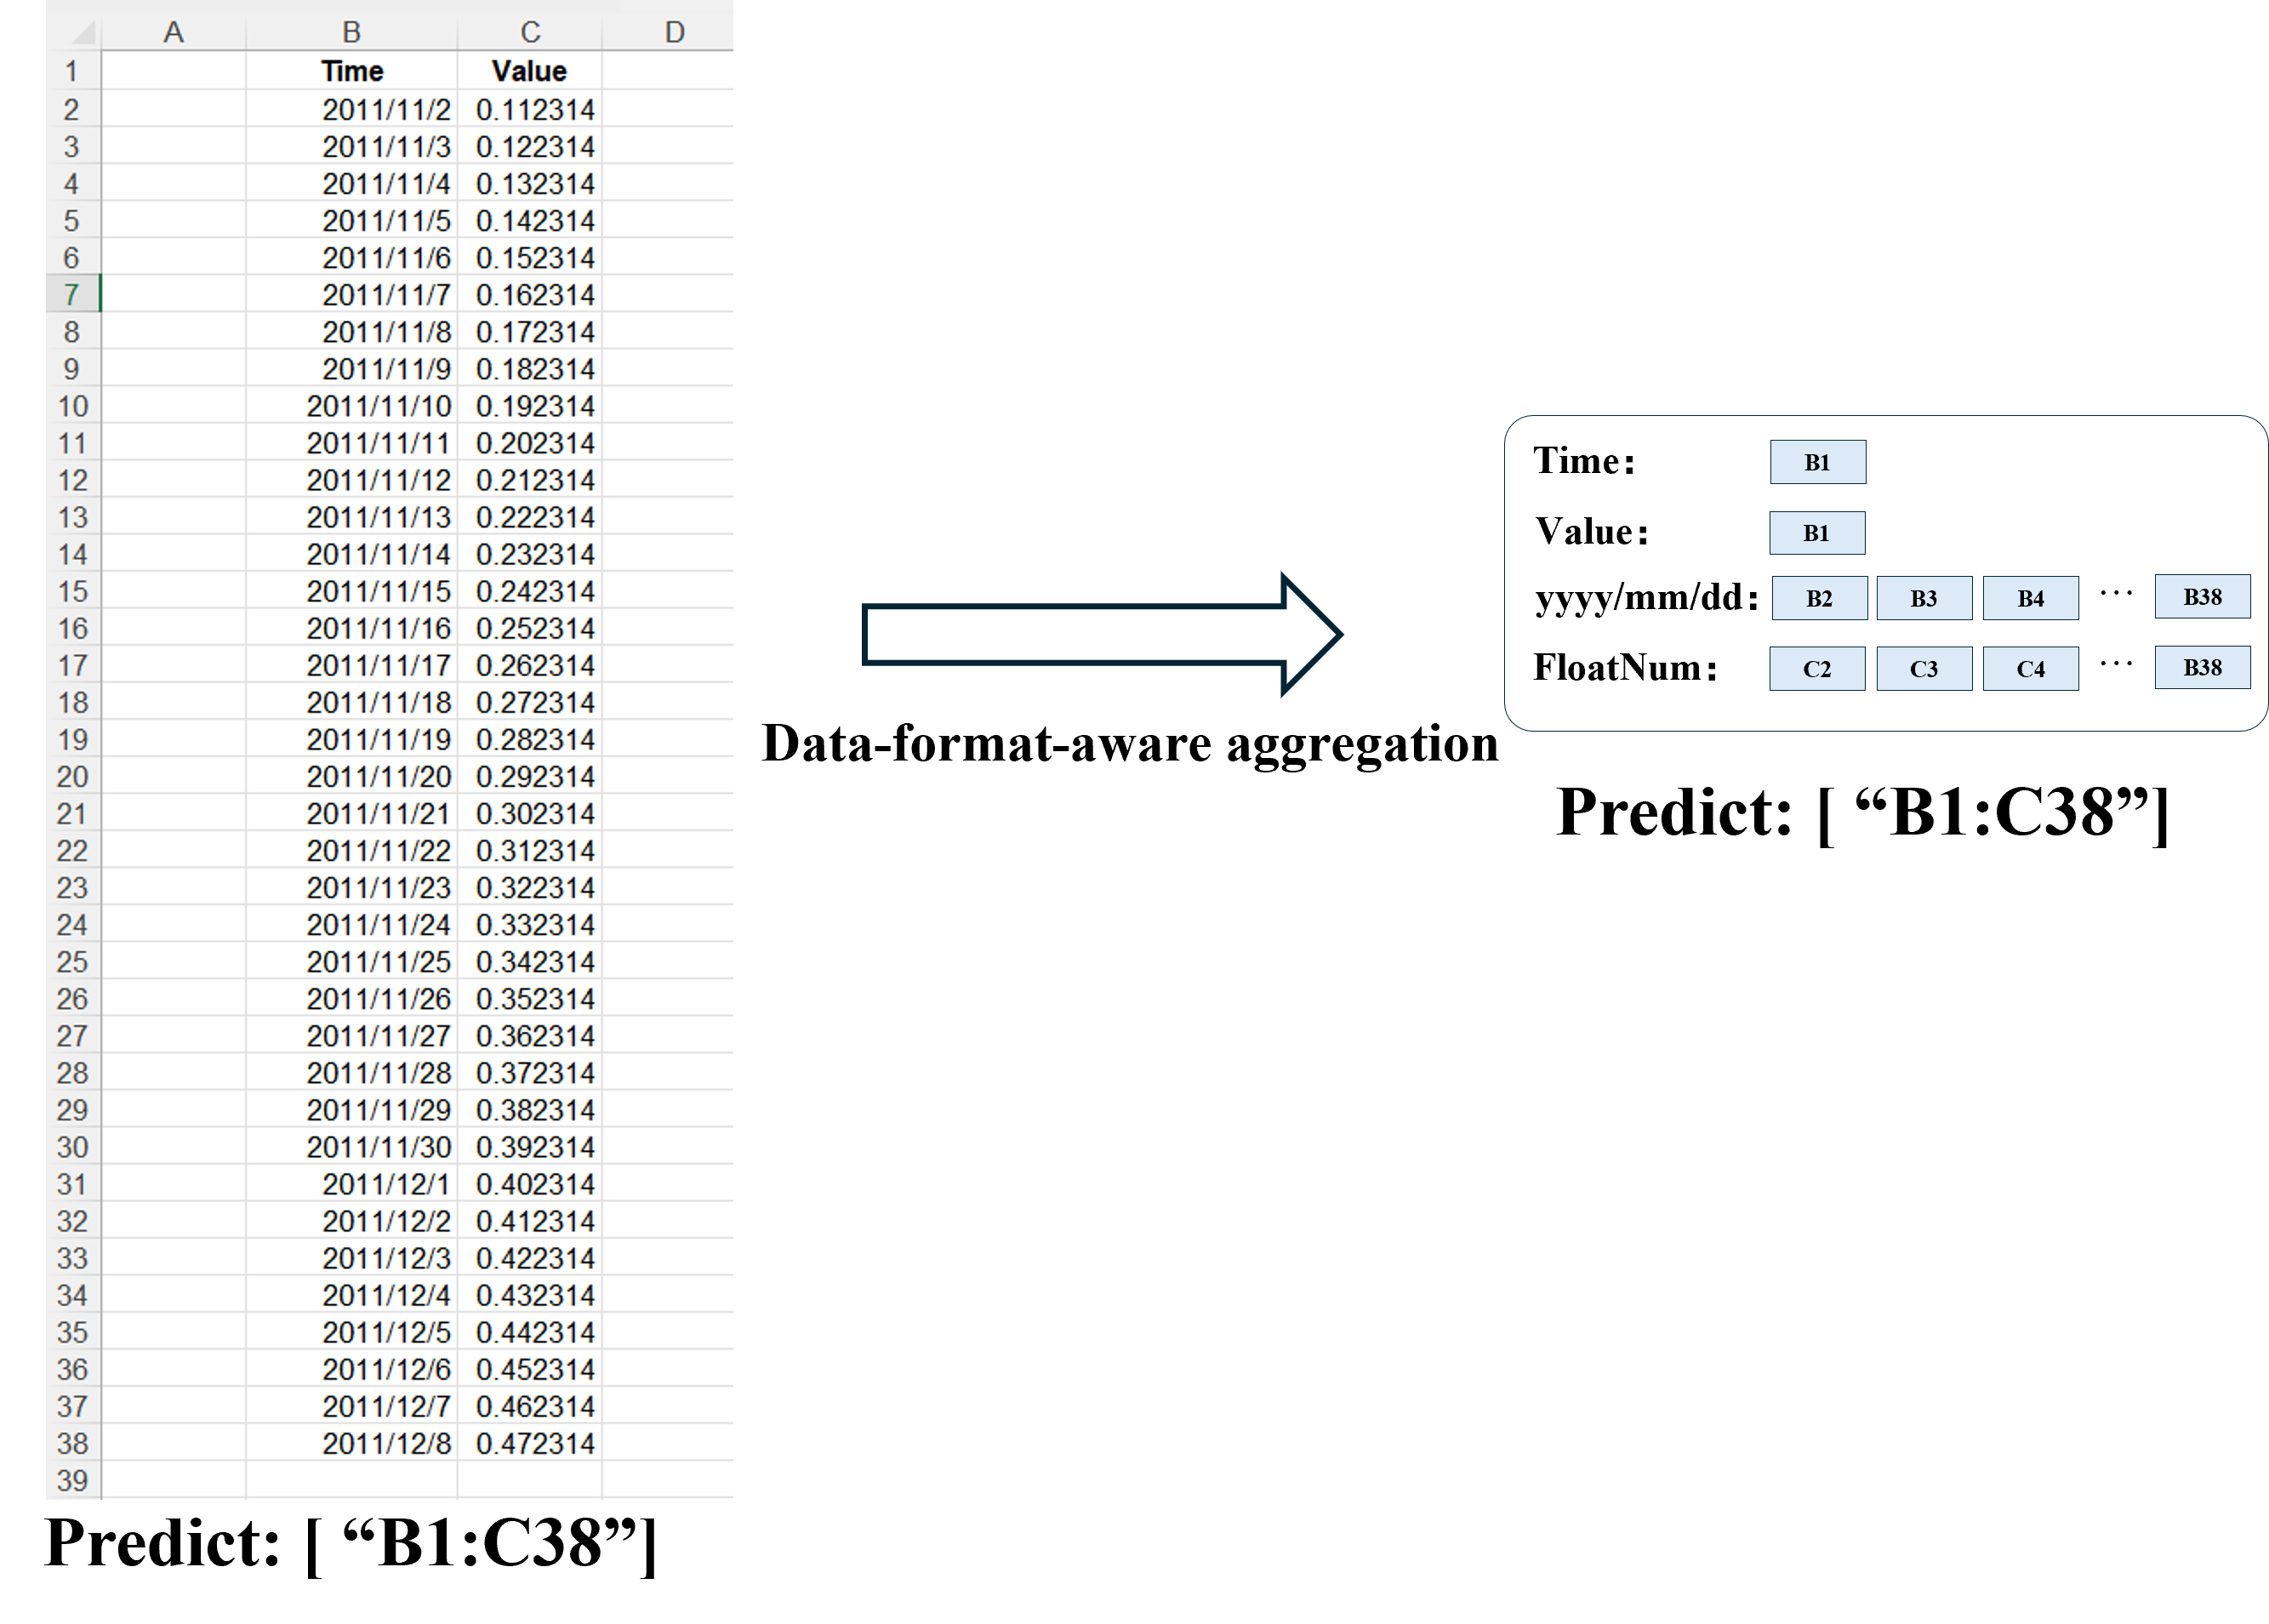 A B C D
1 Time Value
2 2011/11/2 0.112314
3 2011/11/3 0.122314
4 2011/11/4 0.132314
5 2011/11/5 0.142314
6 2011/11/6 0.152314
7 2011/11/7 0.162314
8 2011/11/8 0.172314
9 2011/11/9 0.182314
10 2011/11/10 0.192314
11 2011/11/11 0.202314
12 2011/11/12 0.212314
13 2011/11/13 0.222314
14 2011/11/14 0.232314
15 2011/11/15 0.242314
16 2011/11/16 0.252314
17 2011/11/17 0.262314
18 2011/11/18 0.272314
19 2011/11/19 0.282314
20 2011/11/20 0.292314
21 2011/11/21 0.302314
22 2011/11/22 0.312314
23 2011/11/23 0.322314
24 2011/11/24 0.332314
25 2011/11/25 0.342314
26 2011/11/26 0.352314
27 2011/11/27 0.362314
28 2011/11/28 0.372314
29 2011/11/29 0.382314
30 2011/11/30 0.392314
31 2011/12/1 0.402314
32 2011/12/2 0.412314
33 2011/12/3 0.422314
34 2011/12/4 0.432314
35 2011/12/5 0.442314
36 2011/12/6 0.452314
37 2011/12/7 0.462314
38 2011/12/8 0.472314
39
Predict: [ “B1:C38”]
Data-format-aware aggregation
Time: B1
Value: B1
yyyy/mm/dd: B2 B3 B4 ··· B38
FloatNum: C2 C3 C4 ··· B38
Predict: [ “B1:C38”]